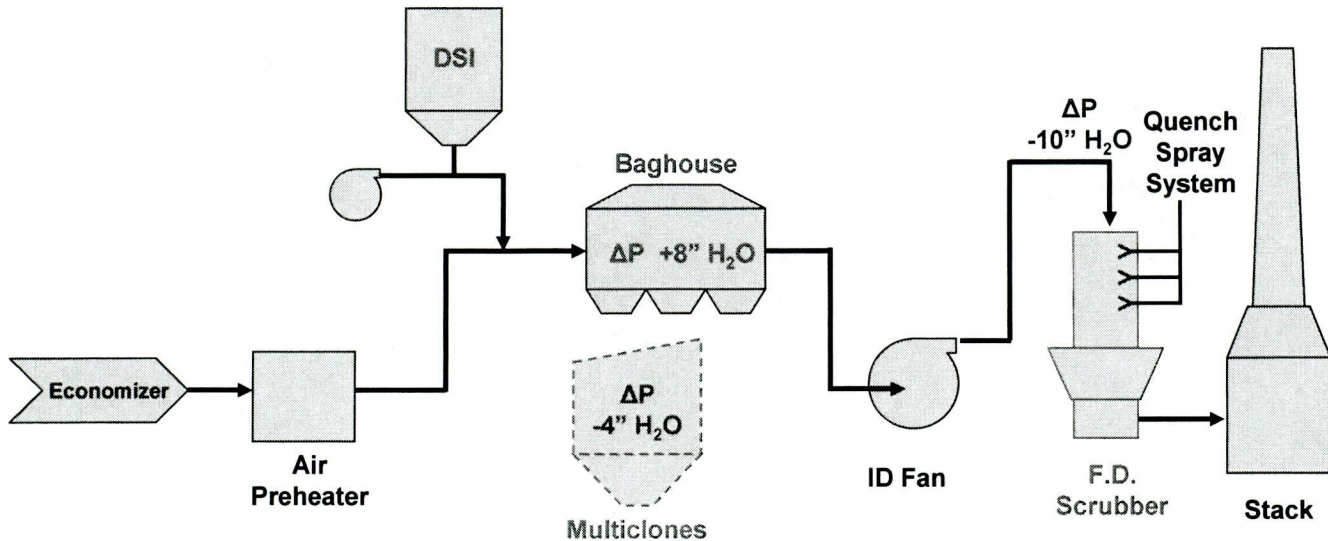 DSI
ΔP
-10” H₂O
Quench
Spray
System
Baghouse
ΔP +8” H₂O
Economizer
ΔP
-4” H₂O
Air
Preheater
ID Fan
F.D.
Scrubber
Stack
Multiclones